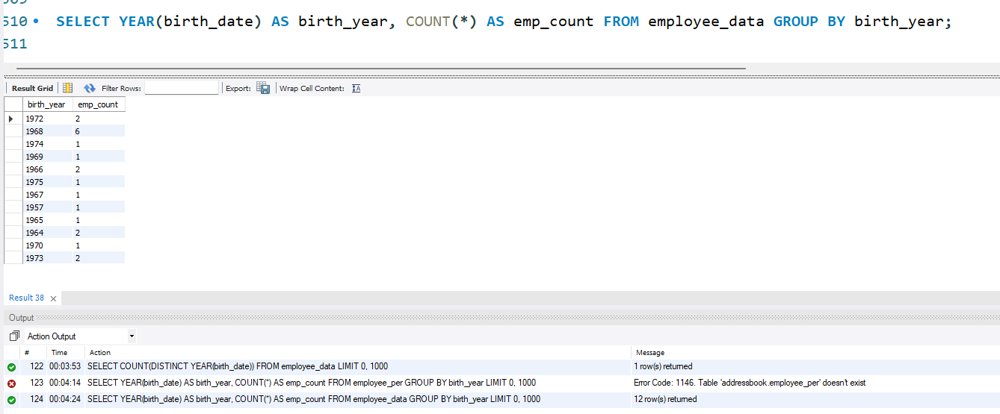 510 SELECT YEAR(birth_date) AS birth_year, COUNT(*) AS emp_count FROM employee_data GROUP BY birth_year;
511
Result Grid Filter Rows: Export: Wrap Cell Content: IA
birth_year emp_count
1972 2
1968 6
1974 1
1969 1
1966 2
1975 1
1967 1
1957 1
1965 1
1964 2
1970 1
1973 2
Result 38 ×
Output
Action Output
# Time Action Message
122 00:03:53 SELECT COUNT(DISTINCT YEAR(birth_date)) FROM employee_data LIMIT 0, 1000 1 row(s) returned
123 00:04:14 SELECT YEAR(birth_date) AS birth_year, COUNT(*) AS emp_count FROM employee_per GROUP BY birth_year LIMIT 0, 1000 Error Code: 1146. Table 'addressbook.employee_per' doesn't exist
124 00:04:24 SELECT YEAR(birth_date) AS birth_year, COUNT(*) AS emp_count FROM employee_data GROUP BY birth_year LIMIT 0, 1000 12 row(s) returned